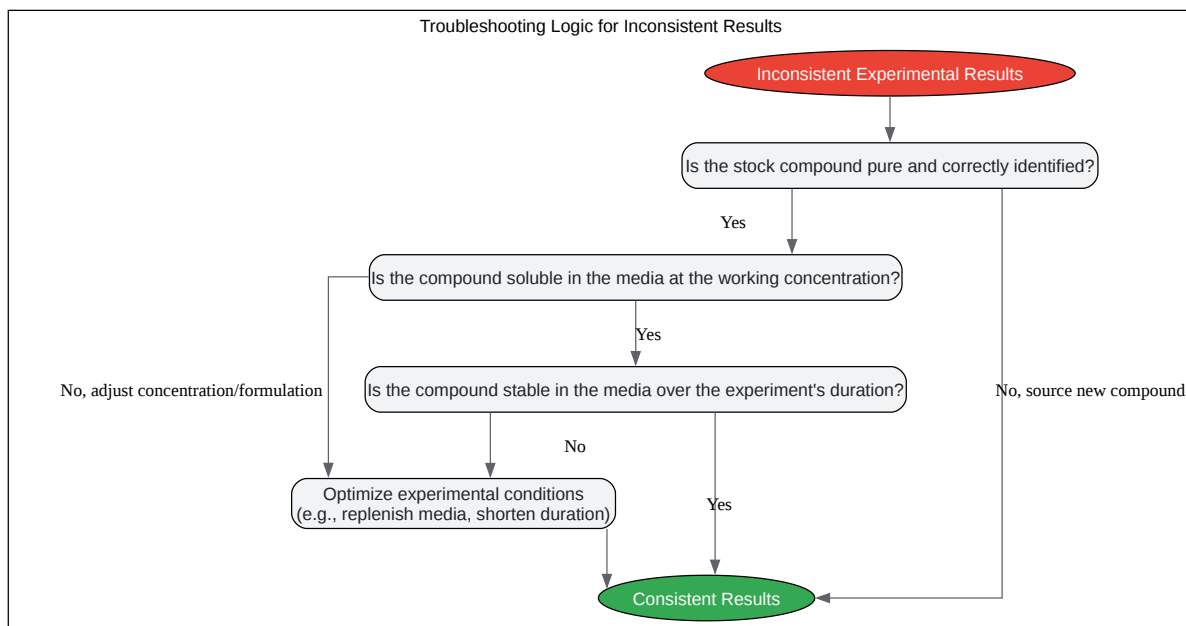 Troubleshooting Logic for Inconsistent Results
Inconsistent Experimental Results
Is the stock compound pure and correctly identified?
Yes
Is the compound soluble in the media at the working concentration?
Yes
No, adjust concentration/formulation
Is the compound stable in the media over the experiment's duration?
No, source new compound
No
Optimize experimental conditions
(e.g., replenish media, shorten duration)
Yes
Consistent Results